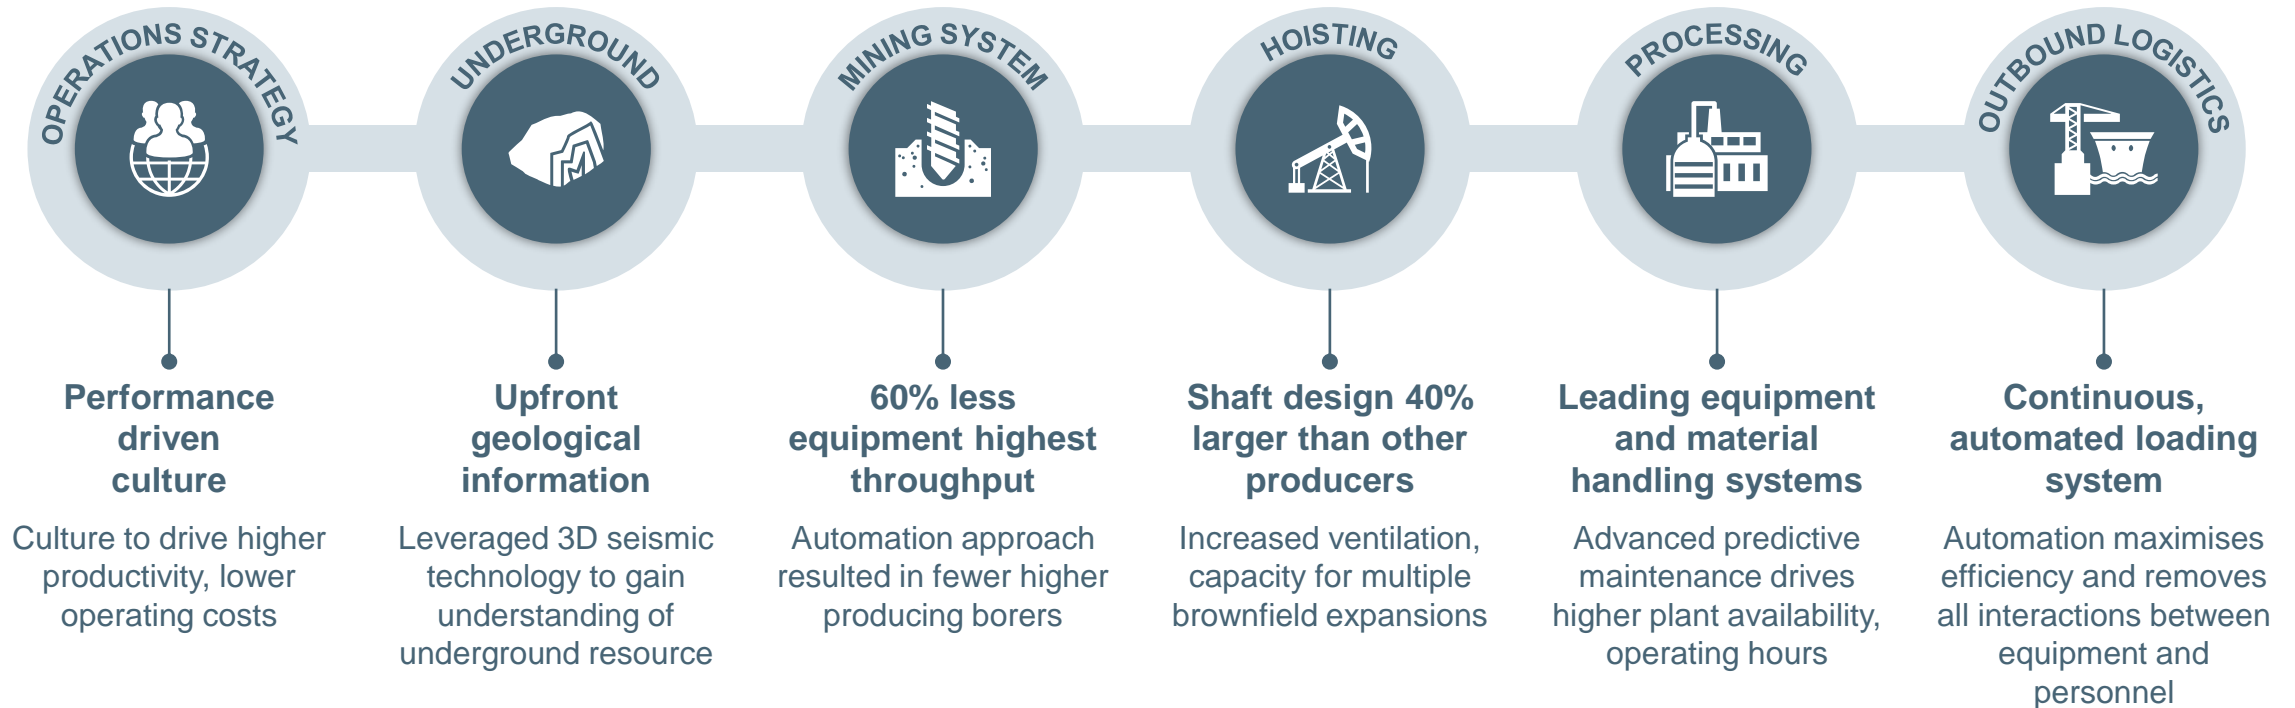 OPERATIONS STRATEGY
UNDERGROUND
MINING SYSTEM
HOISTING
PROCESSING
OUTBOUND LOGISTICS
Performance
driven
culture
Culture to drive higher
productivity, lower
operating costs
Upfront
geological
information
Leveraged 3D seismic
technology to gain
understanding of
underground resource
60% less
equipment highest
throughput
Automation approach
resulted in fewer higher
producing borers
Shaft design 40%
larger than other
producers
Increased ventilation,
capacity for multiple
brownfield expansions
Leading equipment
and material
handling systems
Advanced predictive
maintenance drives
higher plant availability,
operating hours
Continuous,
automated loading
system
Automation maximises
efficiency and removes
all interactions between
equipment and
personnel